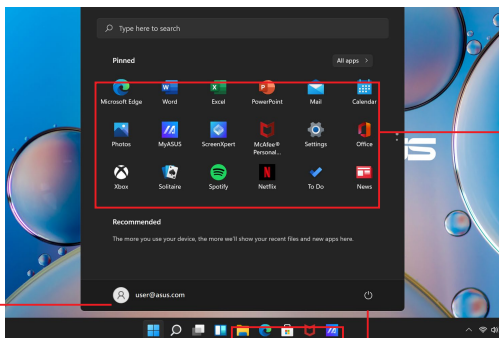 Type here to search
Pinned
All apps >
Microsoft Edge
Word
Excel
PowerPoint
Mail
Calendar
Photos
MyASUS
ScreenXpert
McAfee®
Personal...
Settings
Office
Xbox
Solitaire
Spotify
Netflix
To Do
News
Recommended
The more you use your device, the more we'll show your recent files and new apps here.
user@asus.com